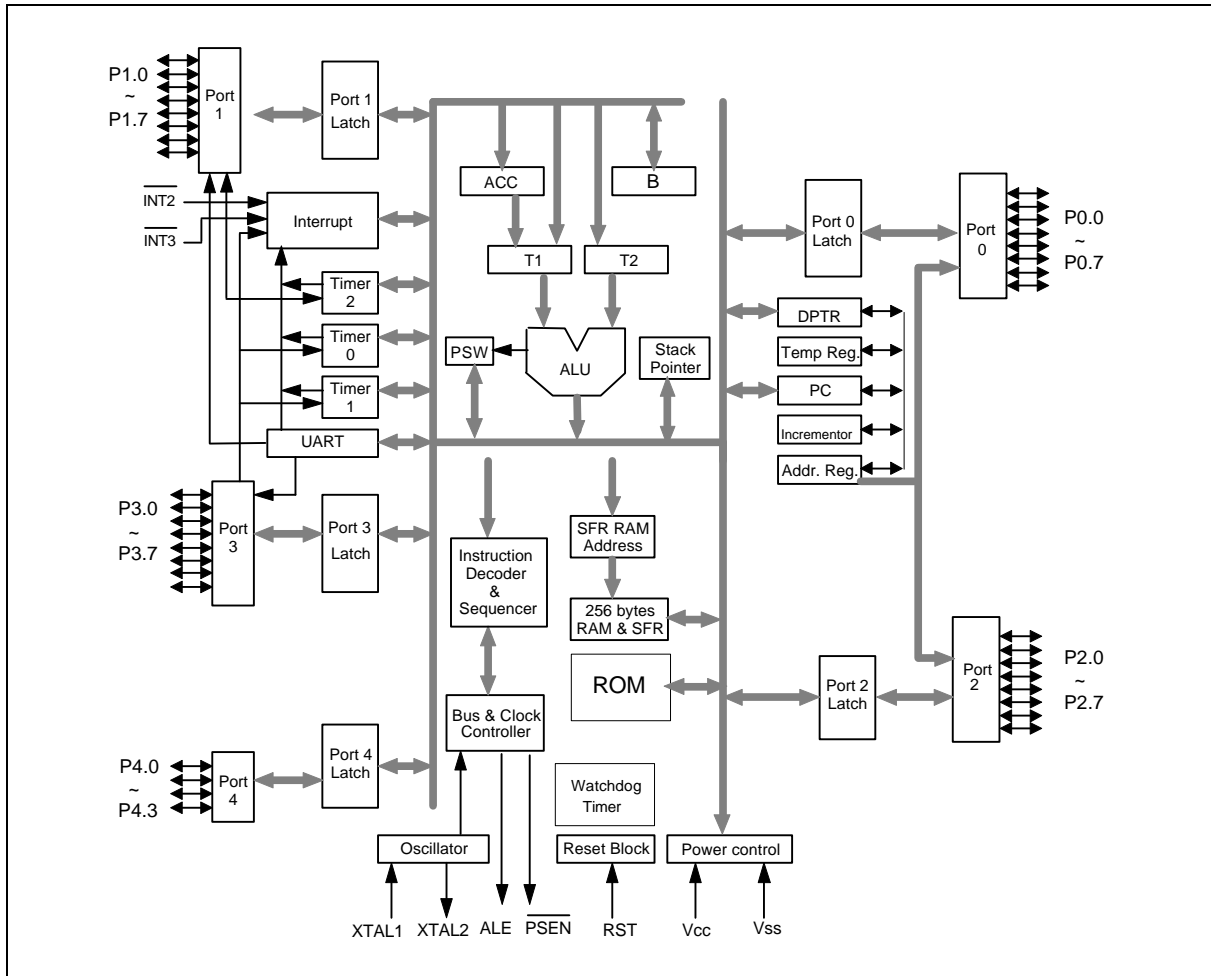 P1.0
~
P1.7
Port
1
Port 1
Latch
INT2
INT3
Interrupt
Timer
2
Timer
0
Timer
1
UART
P3.0
~
P3.7
Port
3
Port 3
Latch
P4.0
~
P4.3
Port
4
Port 4
Latch
ACC
B
T1
T2
PSW
ALU
Stack
Pointer
Instruction
Decoder
&
Sequencer
SFR RAM
Address
256 bytes
RAM & SFR
ROM
Bus & Clock
Controller
Watchdog
Timer
Oscillator
Reset Block
Power control
XTAL1
XTAL2
ALE
PSEN
RST
Vcc
Vss
Port 0
Latch
Port
0
P0.0
~
P0.7
DPTR
Temp Reg.
PC
Incrementor
Addr. Reg.
Port 2
Latch
Port
2
P2.0
~
P2.7